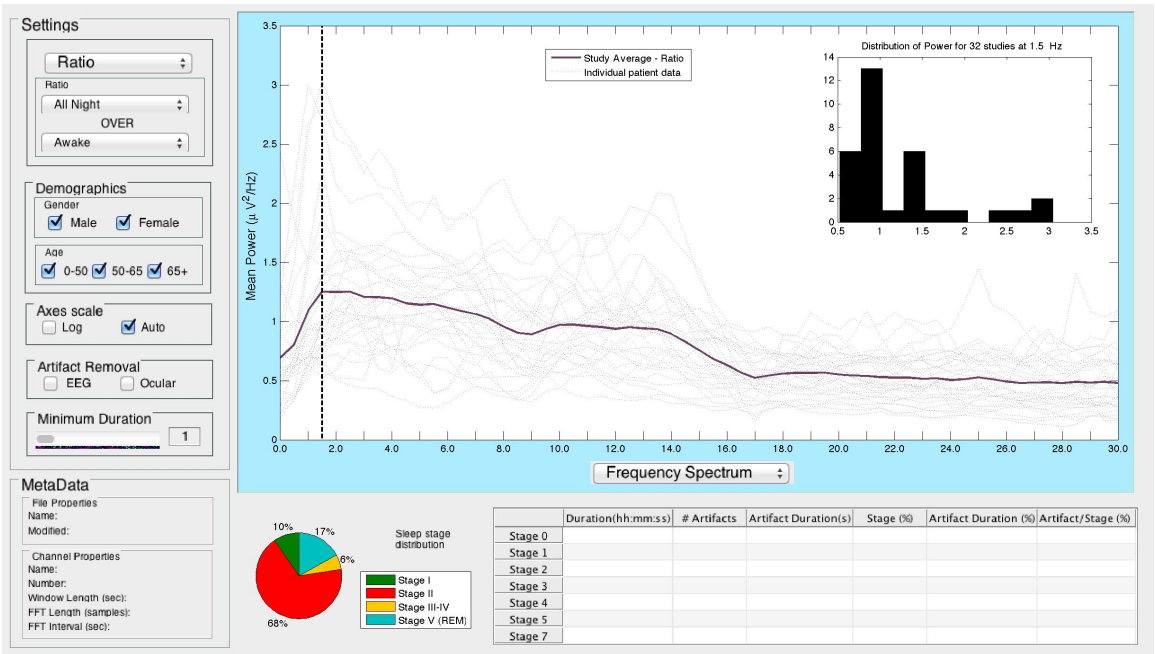 Settings
Ratio
Ratio
All Night
OVER
Awake
Demographics
Gender
Male Female
Age
0-50 50-65 65+
Axes scale
Log Auto
Artifact Removal
EEG Ocular
Minimum Duration
1
MetaData
File Properties
Name:
Modified:
Channel Properties
Name:
Number:
Window Length (sec):
FFT Length (samples):
FFT Interval (sec):
Mean Power (μ V²/Hz)
3.5
3
2.5
2
1.5
1
0.5
0
0.0 2.0 4.0 6.0 8.0 10.0 12.0 14.0 16.0 18.0 20.0 22.0 24.0 26.0 28.0 30.0
Study Average - Ratio
Individual patient data
Distribution of Power for 32 studies at 1.5 Hz
14
12
10
8
6
4
2
0
0.5 1 1.5 2 2.5 3 3.5
Frequency Spectrum
10%
17%
6%
68%
Sleep stage
distribution
Stage I
Stage II
Stage III-IV
Stage V (REM)
Duration(hh:mm:ss) # Artifacts Artifact Duration(s) Stage (%) Artifact Duration (%) Artifact/Stage (%)
Stage 0
Stage 1
Stage 2
Stage 3
Stage 4
Stage 5
Stage 7